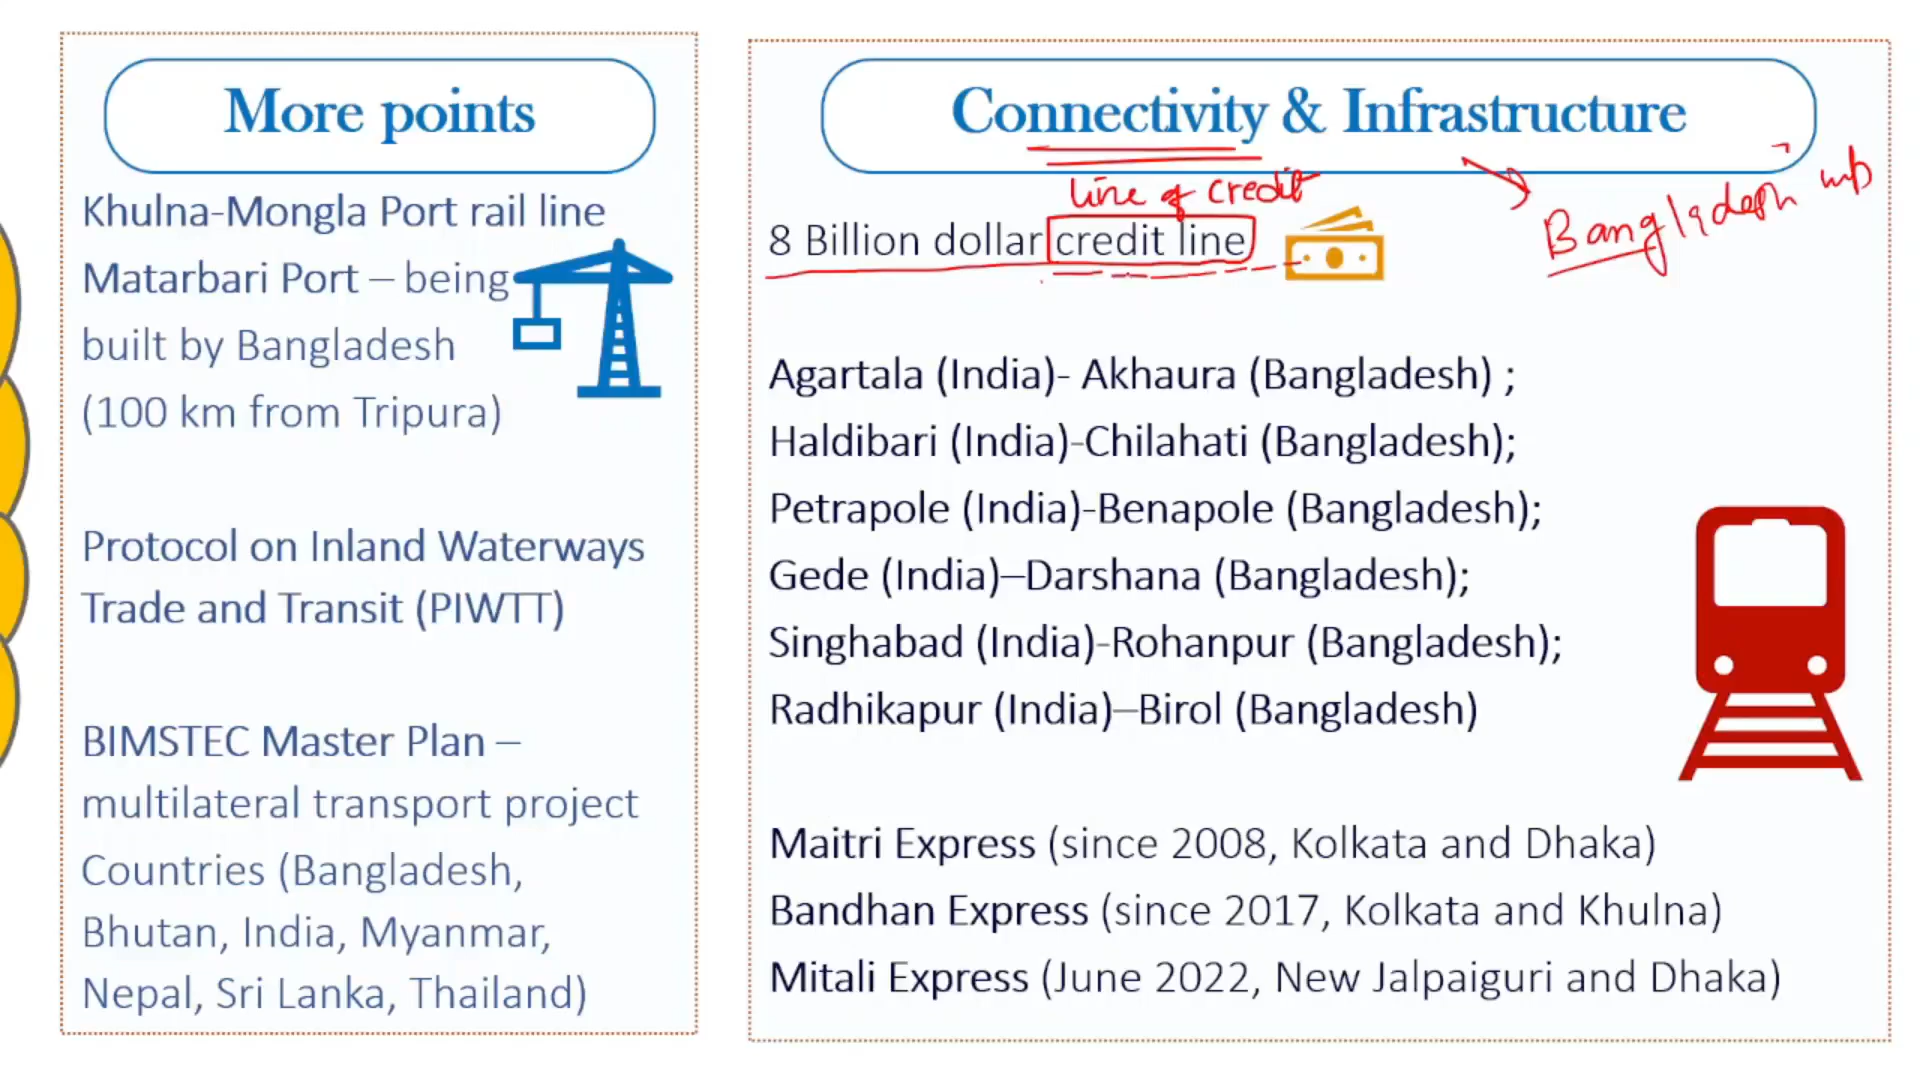 More points
Khulna-Mongla Port rail line
Matarbari Port – being
built by Bangladesh
(100 km from Tripura)
Protocol on Inland Waterways
Trade and Transit (PIWTT)
BIMSTEC Master Plan –
multilateral transport project
Countries (Bangladesh,
Bhutan, India, Myanmar,
Nepal, Sri Lanka, Thailand)
Connectivity & Infrastructure
line of credit
Bangladesh
8 Billion dollar credit line
Agartala (India)- Akhaura (Bangladesh) ;
Haldibari (India)-Chilahati (Bangladesh);
Petrapole (India)-Benapole (Bangladesh);
Gede (India)–Darshana (Bangladesh);
Singhabad (India)-Rohanpur (Bangladesh);
Radhikapur (India)–Birol (Bangladesh)
Maitri Express (since 2008, Kolkata and Dhaka)
Bandhan Express (since 2017, Kolkata and Khulna)
Mitali Express (June 2022, New Jalpaiguri and Dhaka)